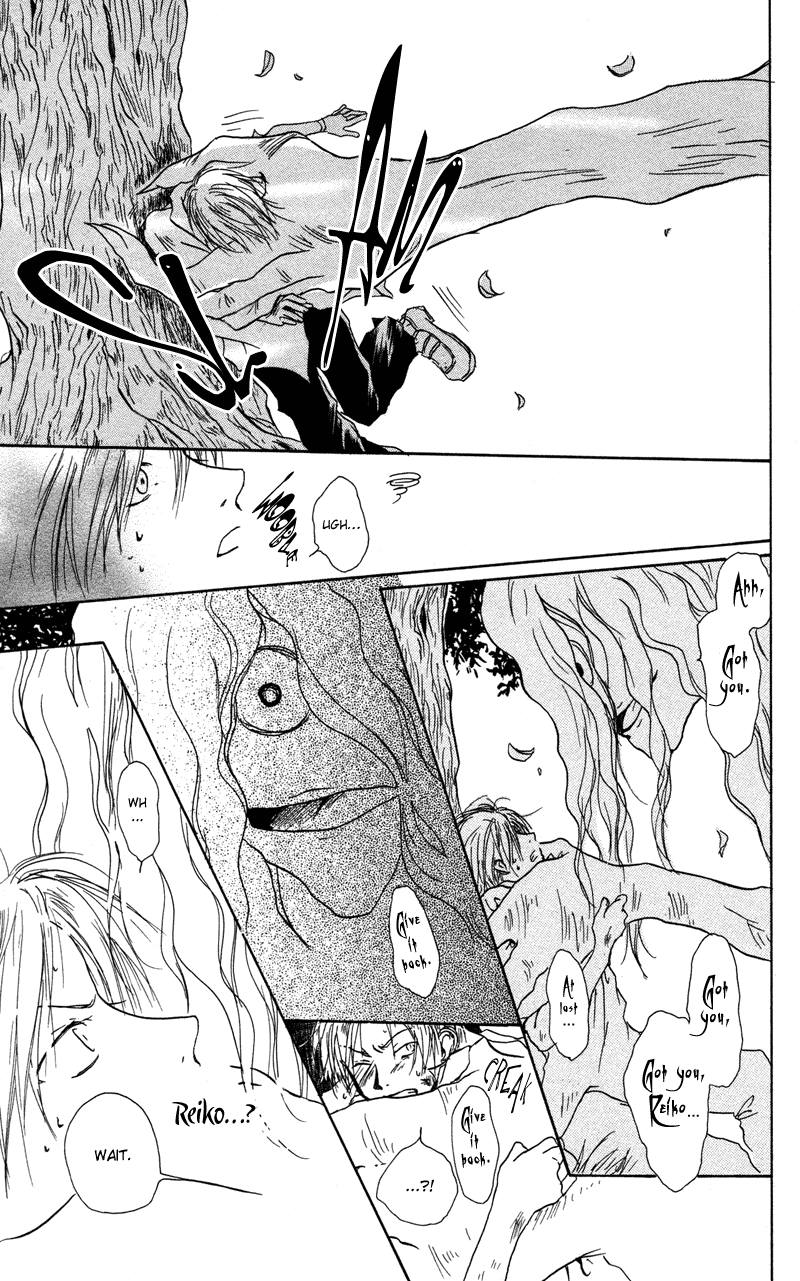 SLAM
WOOBLE
UGH...
Ahh,
Got
you.
Got
you,
Got you,
Reiko...
At
last
...
Give
it
back.
CREAK
Give
it
back.
...?!
WH
...
Reiko...?
WAIT.